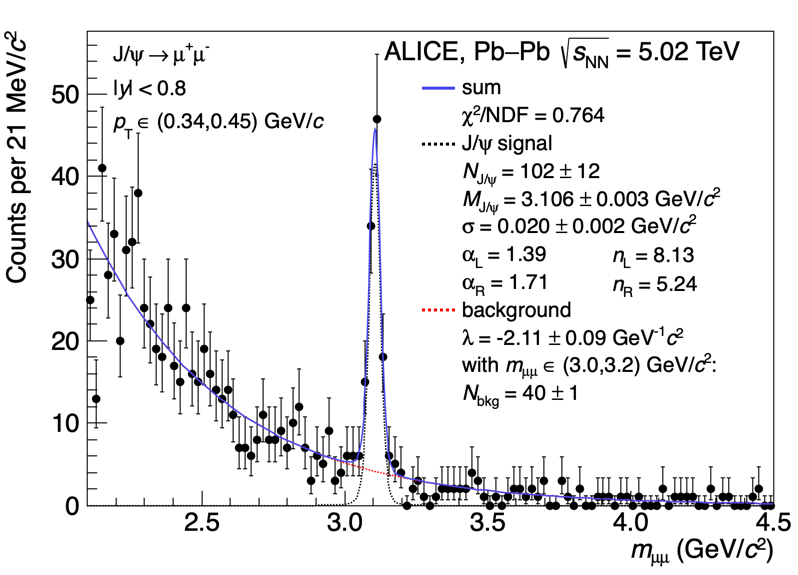 J/ψ → μ⁺μ⁻
|y| < 0.8
p_T ∈ (0.34,0.45) GeV/c
ALICE, Pb–Pb √s_NN = 5.02 TeV
sum
χ²/NDF = 0.764
J/ψ signal
N_J/ψ = 102 ± 12
M_J/ψ = 3.106 ± 0.003 GeV/c²
σ = 0.020 ± 0.002 GeV/c²
α_L = 1.39 n_L = 8.13
α_R = 1.71 n_R = 5.24
background
λ = -2.11 ± 0.09 GeV⁻¹c²
with m_μμ ∈ (3.0,3.2) GeV/c²:
N_bkg = 40 ± 1
Counts per 21 MeV/c²
50
40
30
20
10
0
2.5 3.0 3.5 4.0 4.5
m_μμ (GeV/c²)